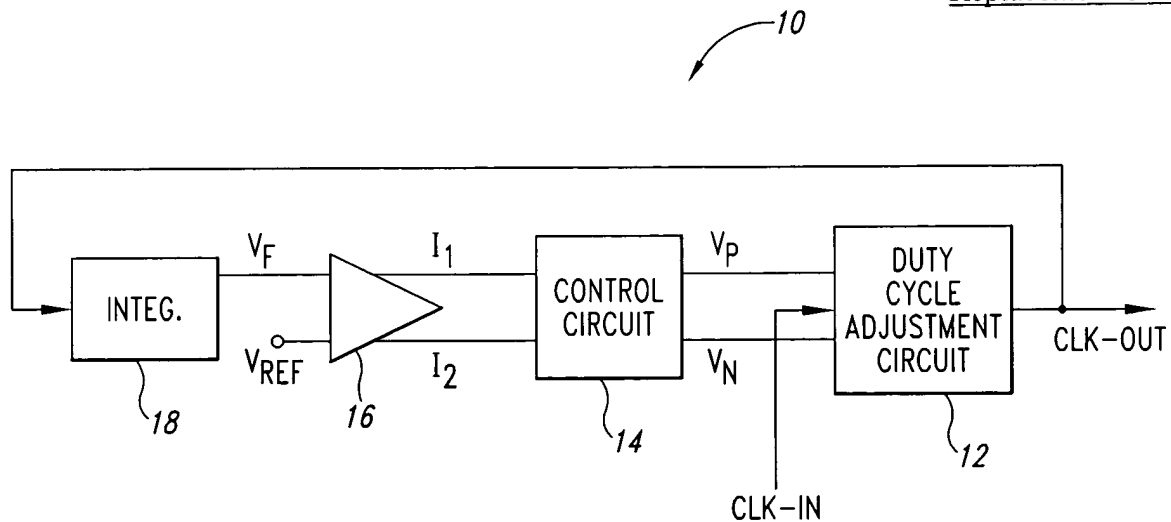 10
V_F
I_1
V_P
DUTY
CYCLE
ADJUSTMENT
CIRCUIT
INTEG.
CONTROL
CIRCUIT
V_REF
I_2
V_N
CLK-OUT
18
16
14
12
CLK-IN